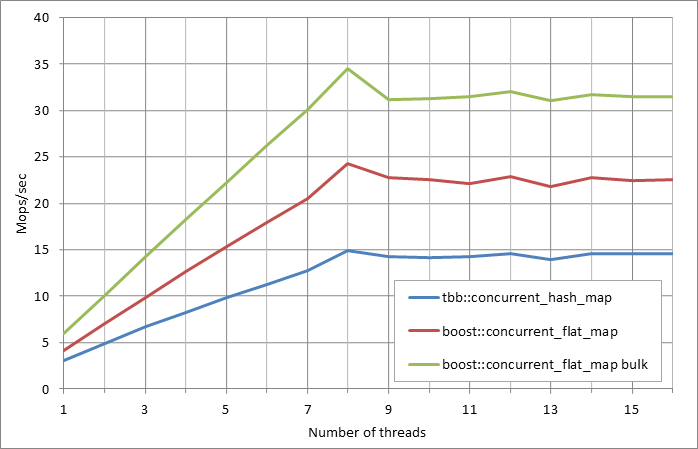 40
35
30
25
20
15
10
5
0
Mops/sec
tbb::concurrent_hash_map
boost::concurrent_flat_map
boost::concurrent_flat_map bulk
1 3 5 7 9 11 13 15
Number of threads